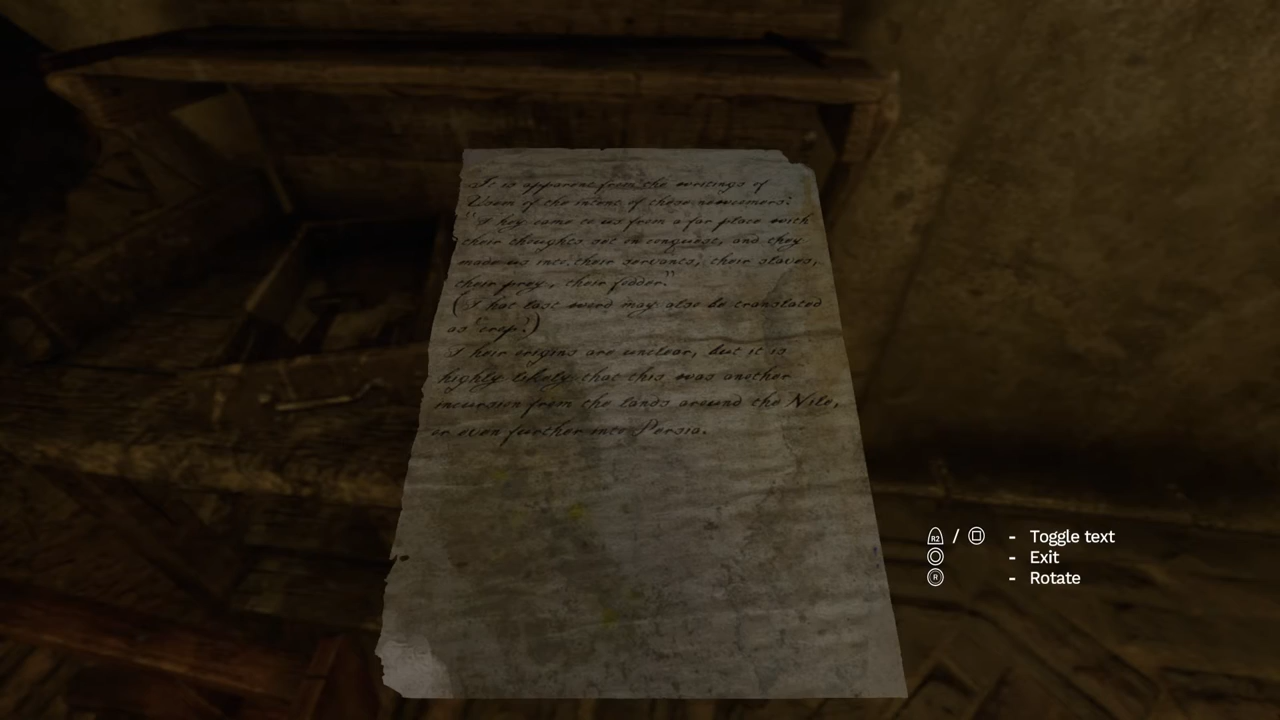 It is apparent from the writings of
of the intent of these newcomers:
"They came to us from a far place with
their thoughts set on conquest, and they
made us into their servants, their slaves,
their prey, their fodder."
(That last word may also be translated
as "crop".)
Their origins are unclear, but it is
highly likely that this was another
incursion from the lands around the Nile,
or even further into Persia.
R2 / - Toggle text
- Exit
R - Rotate